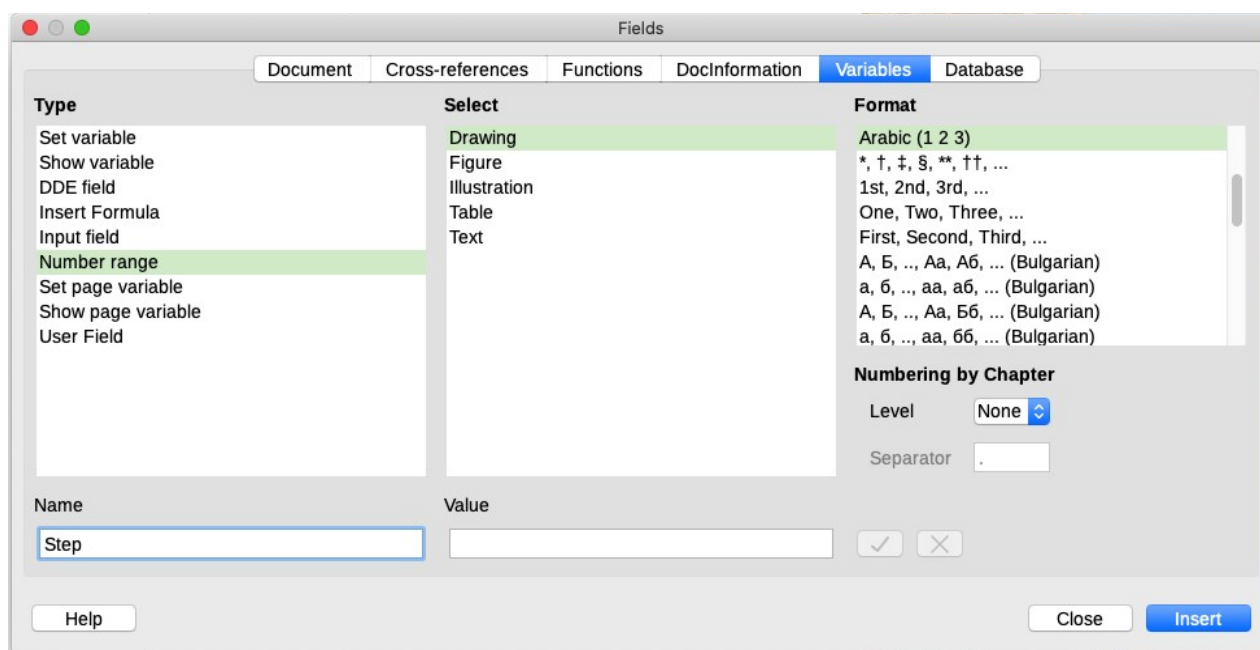 Fields
Document Cross-references Functions DocInformation Variables Database
Type
Set variable
Show variable
DDE field
Insert Formula
Input field
Number range
Set page variable
Show page variable
User Field
Select
Drawing
Figure
Illustration
Table
Text
Format
Arabic (1 2 3)
*, †, ‡, §, **, ††, ...
1st, 2nd, 3rd, ...
One, Two, Three, ...
First, Second, Third, ...
А, Б, .., Аа, Аб, ... (Bulgarian)
а, б, .., аа, аб, ... (Bulgarian)
А, Б, .., Аа, Бб, ... (Bulgarian)
а, б, .., аа, бб, ... (Bulgarian)
Numbering by Chapter
Level None
Separator .
Name
Step
Value
Help Close Insert